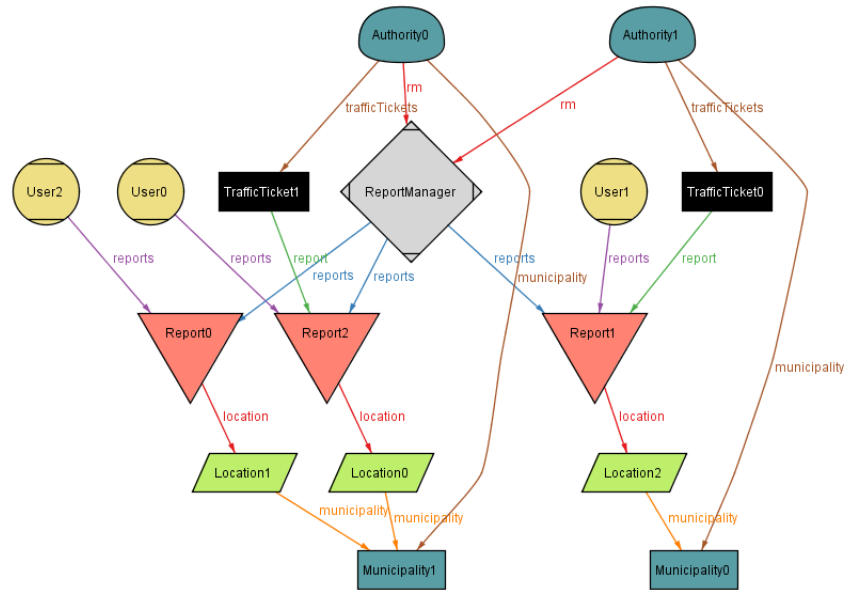 Authority0
Authority1
rm
trafficTickets
trafficTickets
rm
User2
User0
TrafficTicket1
ReportManager
User1
TrafficTicket0
reports
reports
report
reports
reports
reports
reports
report
municipality
Report0
Report2
Report1
municipality
location
location
location
Location1
Location0
Location2
municipality
municipality
municipality
Municipality1
Municipality0